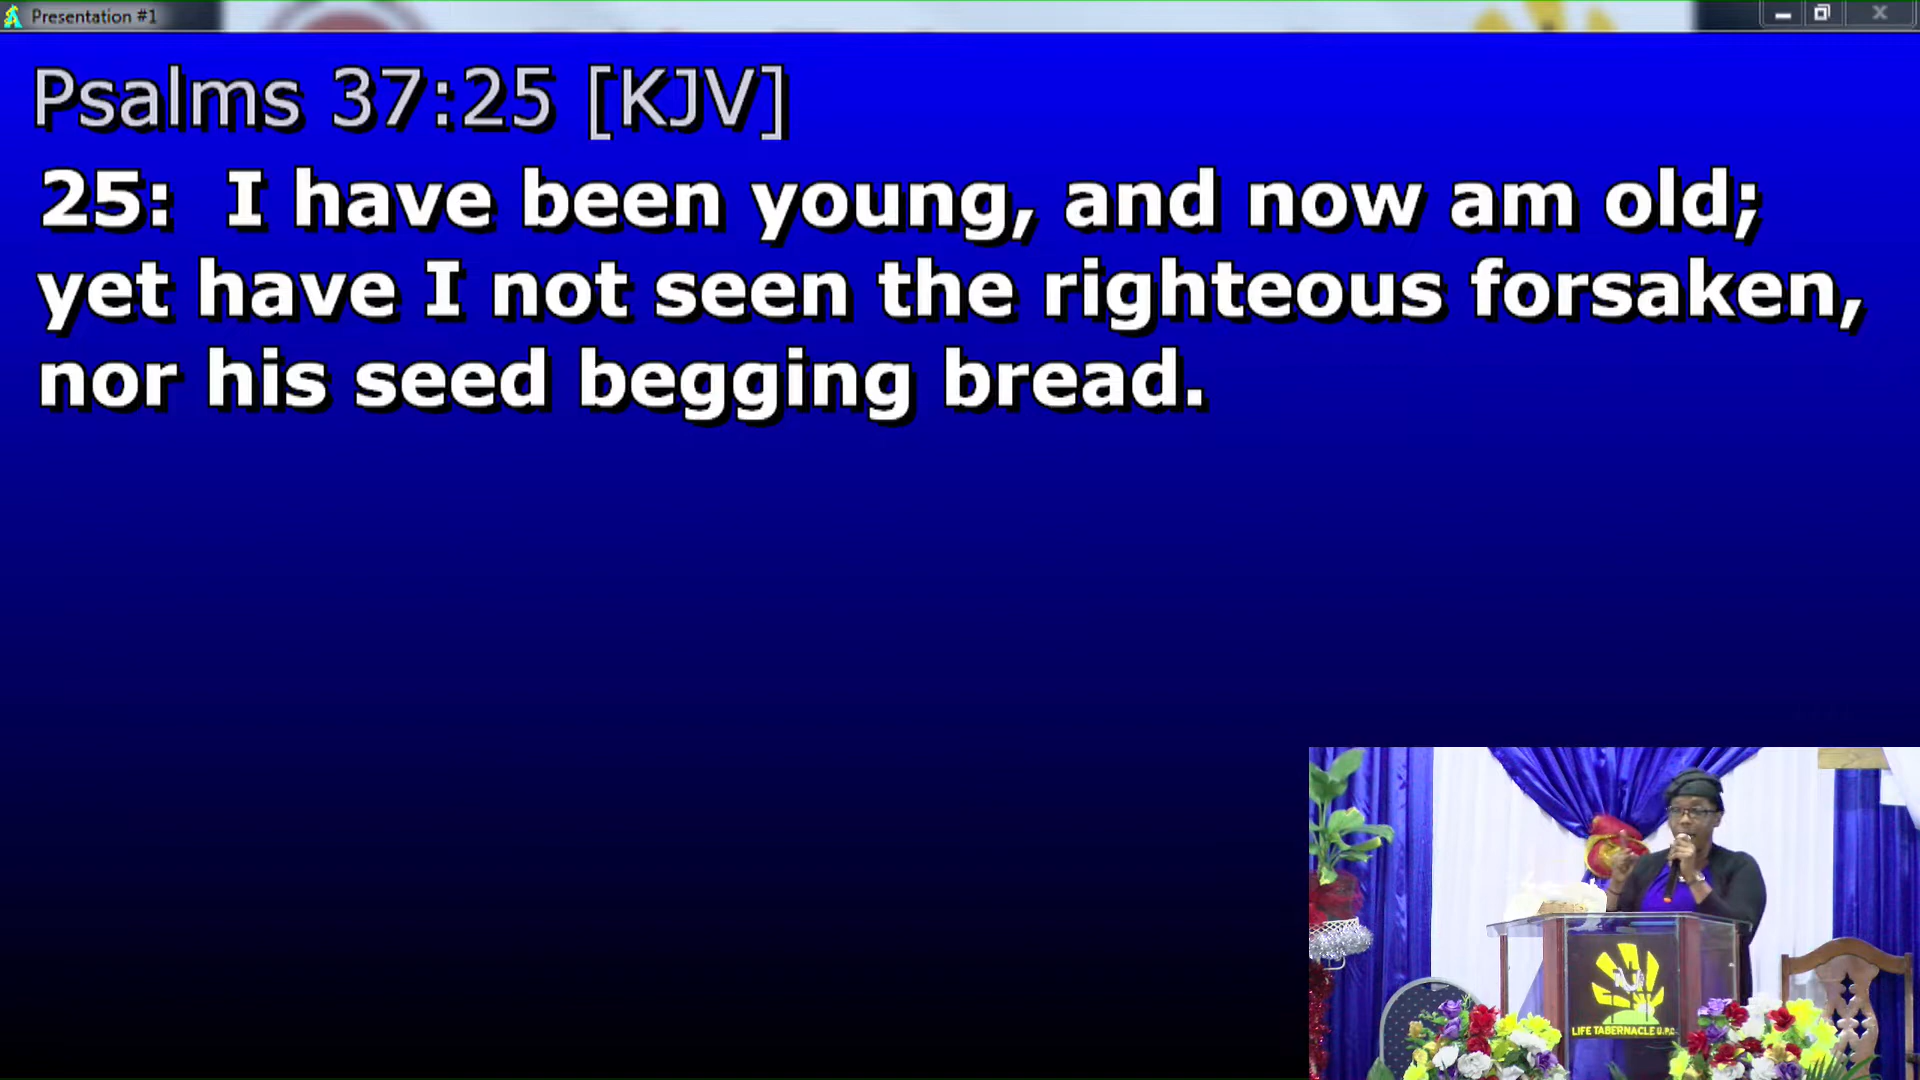 Presentation #1
Psalms 37:25 [KJV]
25: I have been young, and now am old;
yet have I not seen the righteous forsaken,
nor his seed begging bread.
LIFE TABERNACLE U.P.C